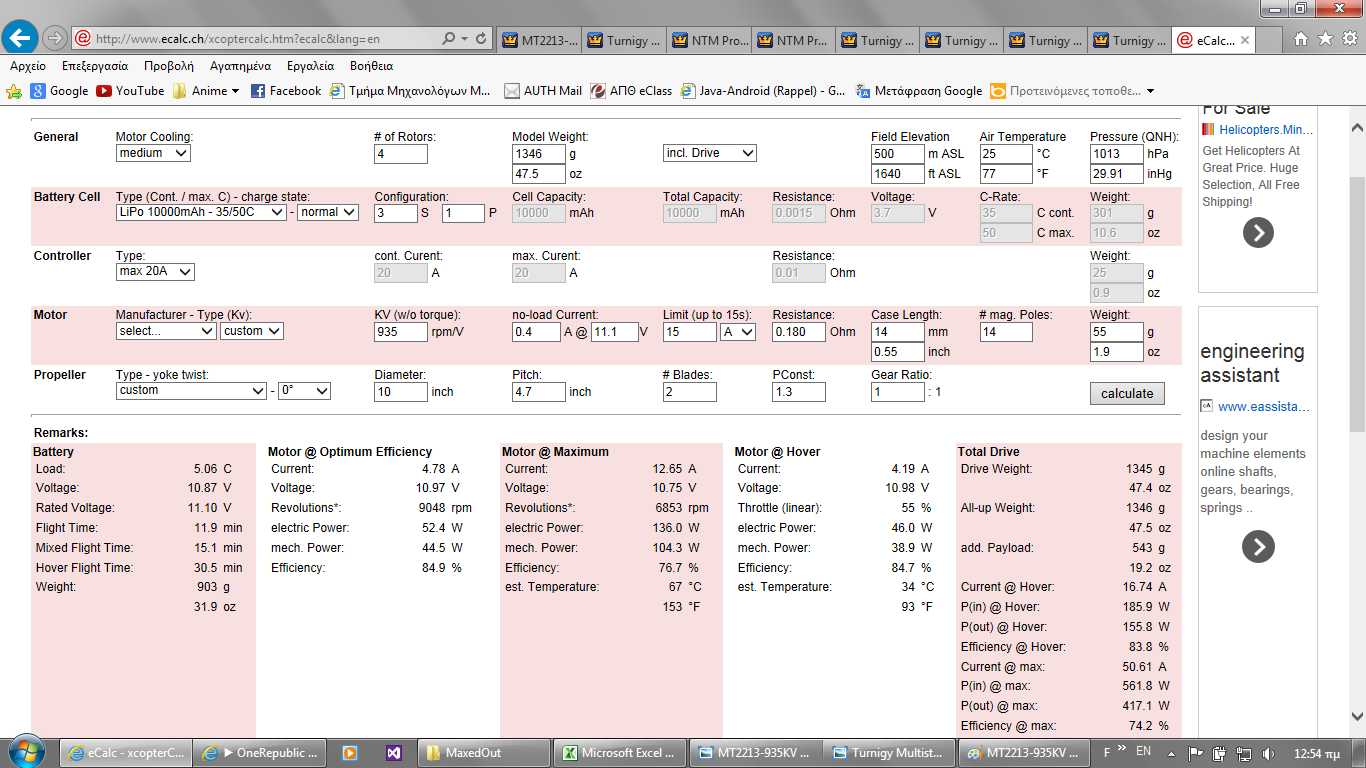 http://www.ecalc.ch/xcoptercalc.htm?ecalc&lang=en
MT2213-... Turnigy ... NTM Pro... NTM Pr... Turnigy ... Turnigy ... Turnigy ... Turnigy ... eCalc...
Αρχείο Επεξεργασία Προβολή Αγαπημένα Εργαλεία Βοήθεια
Google YouTube Anime Facebook Τμήμα Μηχανολόγων Μ... AUTH Mail ΑΠΘ eClass Java-Android (Rappel) - G... Μετάφραση Google Προτεινόμενες τοποθε...
General Motor Cooling: # of Rotors: Model Weight: Field Elevation Air Temperature Pressure (QNH):
medium 4 1346 g incl. Drive 500 m ASL 25 °C 1013 hPa
47.5 oz 1640 ft ASL 77 °F 29.91 inHg
Battery Cell Type (Cont. / max. C) - charge state: Configuration: Cell Capacity: Total Capacity: Resistance: Voltage: C-Rate: Weight:
LiPo 10000mAh - 35/50C - normal 3 S 1 P 10000 mAh 10000 mAh 0.0015 Ohm 3.7 V 35 C cont. 301 g
50 C max. 10.6 oz
Controller Type: cont. Curent: max. Curent: Resistance: Weight:
max 20A 20 A 20 A 0.01 Ohm 25 g
0.9 oz
Motor Manufacturer - Type (Kv): KV (w/o torque): no-load Current: Limit (up to 15s): Resistance: Case Length: # mag. Poles: Weight:
select... custom 935 rpm/V 0.4 A @ 11.1 V 15 A 0.180 Ohm 14 mm 14 55 g
0.55 inch 1.9 oz
Propeller Type - yoke twist: Diameter: Pitch: # Blades: PConst: Gear Ratio:
custom - 0° 10 inch 4.7 inch 2 1.3 1 : 1 calculate
Remarks:
Battery Motor @ Optimum Efficiency Motor @ Maximum Motor @ Hover Total Drive
Load: 5.06 C Current: 4.78 A Current: 12.65 A Current: 4.19 A Drive Weight: 1345 g
Voltage: 10.87 V Voltage: 10.97 V Voltage: 10.75 V Voltage: 10.98 V 47.4 oz
Rated Voltage: 11.10 V Revolutions*: 9048 rpm Revolutions*: 6853 rpm Throttle (linear): 55 % All-up Weight: 1346 g
Flight Time: 11.9 min electric Power: 52.4 W electric Power: 136.0 W electric Power: 46.0 W 47.5 oz
Mixed Flight Time: 15.1 min mech. Power: 44.5 W mech. Power: 104.3 W mech. Power: 38.9 W add. Payload: 543 g
Hover Flight Time: 30.5 min Efficiency: 84.9 % Efficiency: 76.7 % Efficiency: 84.7 % 19.2 oz
Weight: 903 g est. Temperature: 67 °C est. Temperature: 34 °C Current @ Hover: 16.74 A
31.9 oz 153 °F 93 °F P(in) @ Hover: 185.9 W
P(out) @ Hover: 155.8 W
Efficiency @ Hover: 83.8 %
Current @ max: 50.61 A
P(in) @ max: 561.8 W
P(out) @ max: 417.1 W
Efficiency @ max: 74.2 %
For Sale
Helicopters.Min...
Get Helicopters At
Great Price. Huge
Selection, All Free
Shipping!
engineering
assistant
www.eassista...
design your
machine elements
online shafts,
gears, bearings,
springs ..
eCalc - xcopterC... ► OneRepublic ... MaxedOut Microsoft Excel ... MT2213-935KV ... Turnigy Multist... MT2213-935KV ... F » EN 12:54 πμ